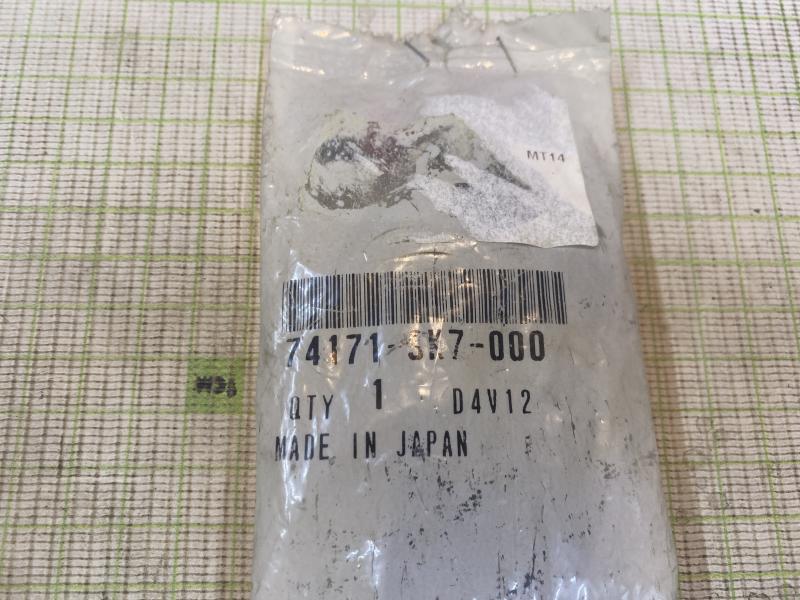 MT14
74171-SK7-000
QTY 1 D4V12
MADE IN JAPAN